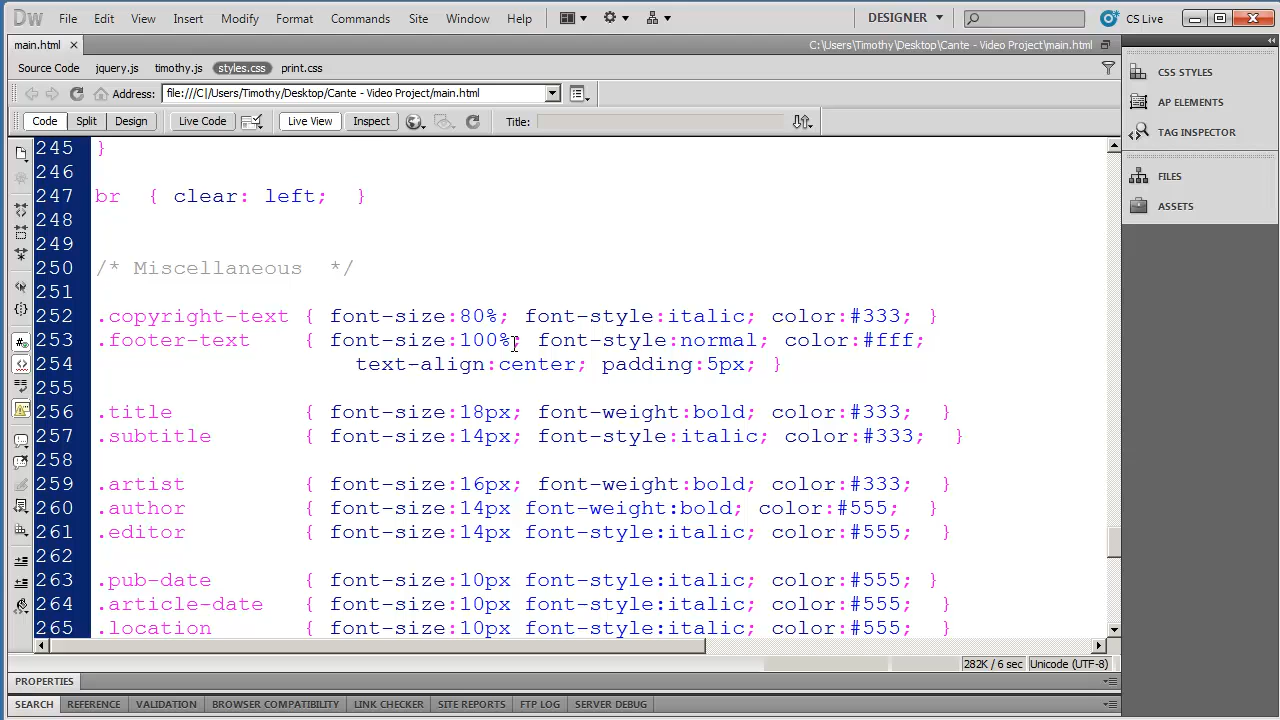 Dw File Edit View Insert Modify Format Commands Site Window Help DESIGNER CS Live
main.html C:\Users\Timothy\Desktop\Cante - Video Project\main.html
Source Code jquery.js timothy.js styles.css print.css
Address: file:///C|/Users/Timothy/Desktop/Cante - Video Project/main.html
Code Split Design Live Code Live View Inspect Title:
245 }
246
247 br { clear: left; }
248
249
250 /* Miscellaneous */
251
252 .copyright-text { font-size:80%; font-style:italic; color:#333; }
253 .footer-text { font-size:100%; font-style:normal; color:#fff;
254 text-align:center; padding:5px; }
255
256 .title { font-size:18px; font-weight:bold; color:#333; }
257 .subtitle { font-size:14px; font-style:italic; color:#333; }
258
259 .artist { font-size:16px; font-weight:bold; color:#333; }
260 .author { font-size:14px font-weight:bold; color:#555; }
261 .editor { font-size:14px font-style:italic; color:#555; }
262
263 .pub-date { font-size:10px font-style:italic; color:#555; }
264 .article-date { font-size:10px font-style:italic; color:#555; }
265 .location { font-size:10px font-style:italic; color:#555; }
282K / 6 sec Unicode (UTF-8)
PROPERTIES
SEARCH REFERENCE VALIDATION BROWSER COMPATIBILITY LINK CHECKER SITE REPORTS FTP LOG SERVER DEBUG
CSS STYLES
AP ELEMENTS
TAG INSPECTOR
FILES
ASSETS